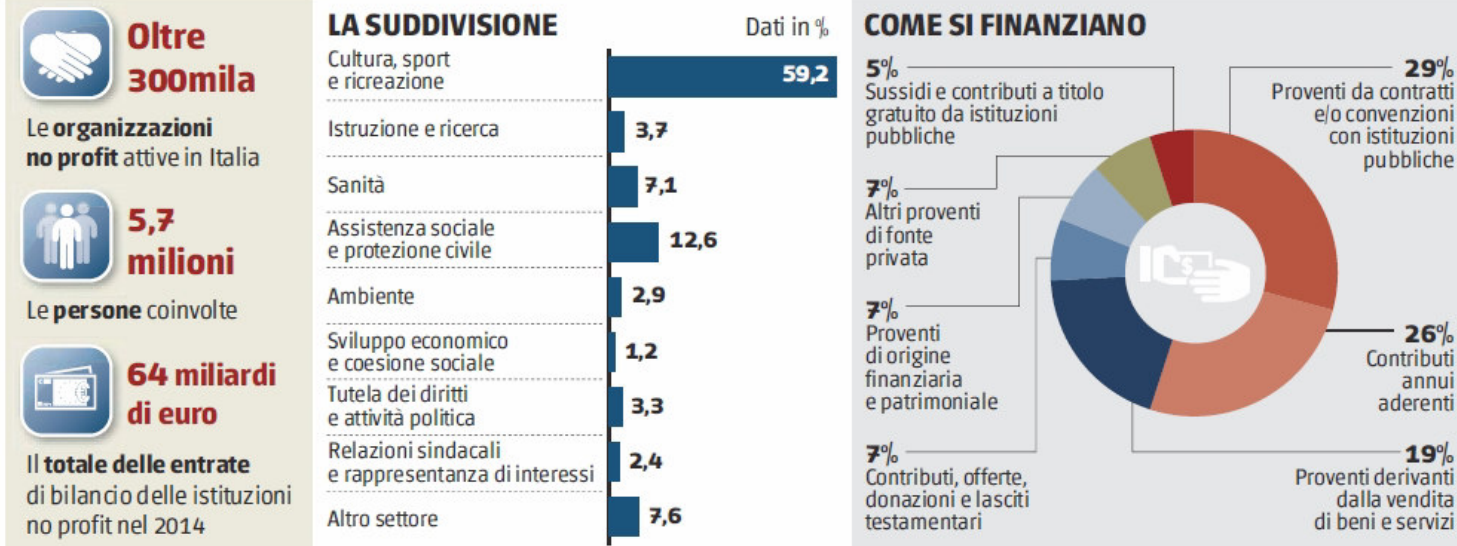 Oltre
300mila
Le organizzazioni
no profit attive in Italia
5,7
milioni
Le persone coinvolte
64 miliardi
di euro
Il totale delle entrate
di bilancio delle istituzioni
no profit nel 2014
LA SUDDIVISIONE
Dati in %
Cultura, sport
e ricreazione
59,2
Istruzione e ricerca
3,7
Sanità
7,1
Assistenza sociale
e protezione civile
12,6
Ambiente
2,9
Sviluppo economico
e coesione sociale
1,2
Tutela dei diritti
e attività politica
3,3
Relazioni sindacali
e rappresentanza di interessi
2,4
Altro settore
7,6
COME SI FINANZIANO
5%
Sussidi e contributi a titolo
gratuito da istituzioni
pubbliche
7%
Altri proventi
di fonte
privata
7%
Proventi
di origine
finanziaria
e patrimoniale
7%
Contributi, offerte,
donazioni e lasciti
testamentari
29%
Proventi da contratti
e/o convenzioni
con istituzioni
pubbliche
26%
Contributi
annui
aderenti
19%
Proventi derivanti
dalla vendita
di beni e servizi
$